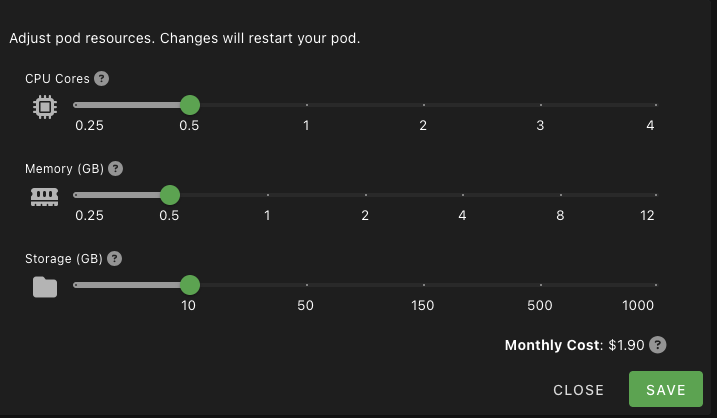 Adjust pod resources. Changes will restart your pod.
CPU Cores ?
0.25 0.5 1 2 3 4
Memory (GB) ?
0.25 0.5 1 2 4 8 12
Storage (GB) ?
10 50 150 500 1000
Monthly Cost: $1.90 ?
CLOSE SAVE